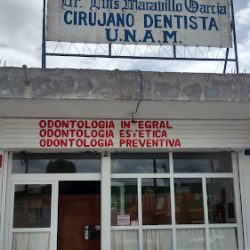 Dr. Luis Maravillo Garcia
CIRUJANO DENTISTA
U.N.A.M.
ODONTOLOGIA INTEGRAL
ODONTOLOGIA ESTETICA
ODONTOLOGIA PREVENTIVA